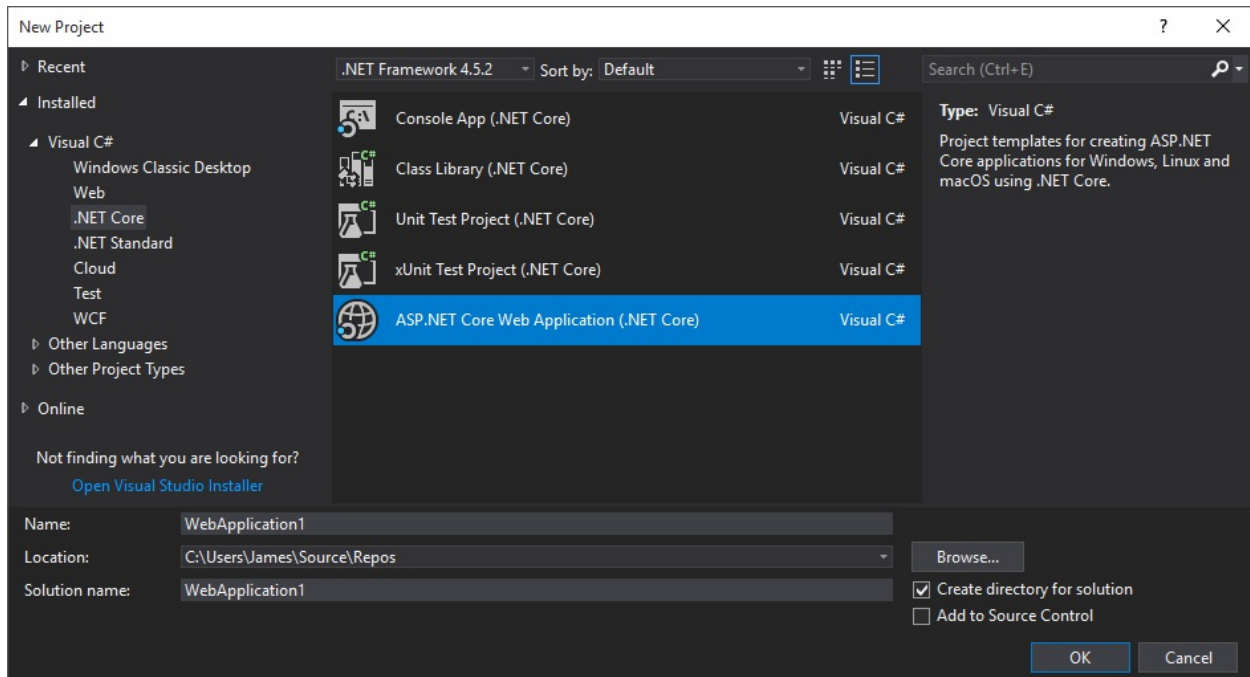 New Project
?
Recent
Installed
Visual C#
Windows Classic Desktop
Web
.NET Core
.NET Standard
Cloud
Test
WCF
Other Languages
Other Project Types
Online
Not finding what you are looking for?
Open Visual Studio Installer
.NET Framework 4.5.2 Sort by: Default
Console App (.NET Core) Visual C#
Class Library (.NET Core) Visual C#
Unit Test Project (.NET Core) Visual C#
xUnit Test Project (.NET Core) Visual C#
ASP.NET Core Web Application (.NET Core) Visual C#
Search (Ctrl+E)
Type: Visual C#
Project templates for creating ASP.NET
Core applications for Windows, Linux and
macOS using .NET Core.
Name: WebApplication1
Location: C:\Users\James\Source\Repos Browse...
Solution name: WebApplication1
Create directory for solution
Add to Source Control
OK Cancel